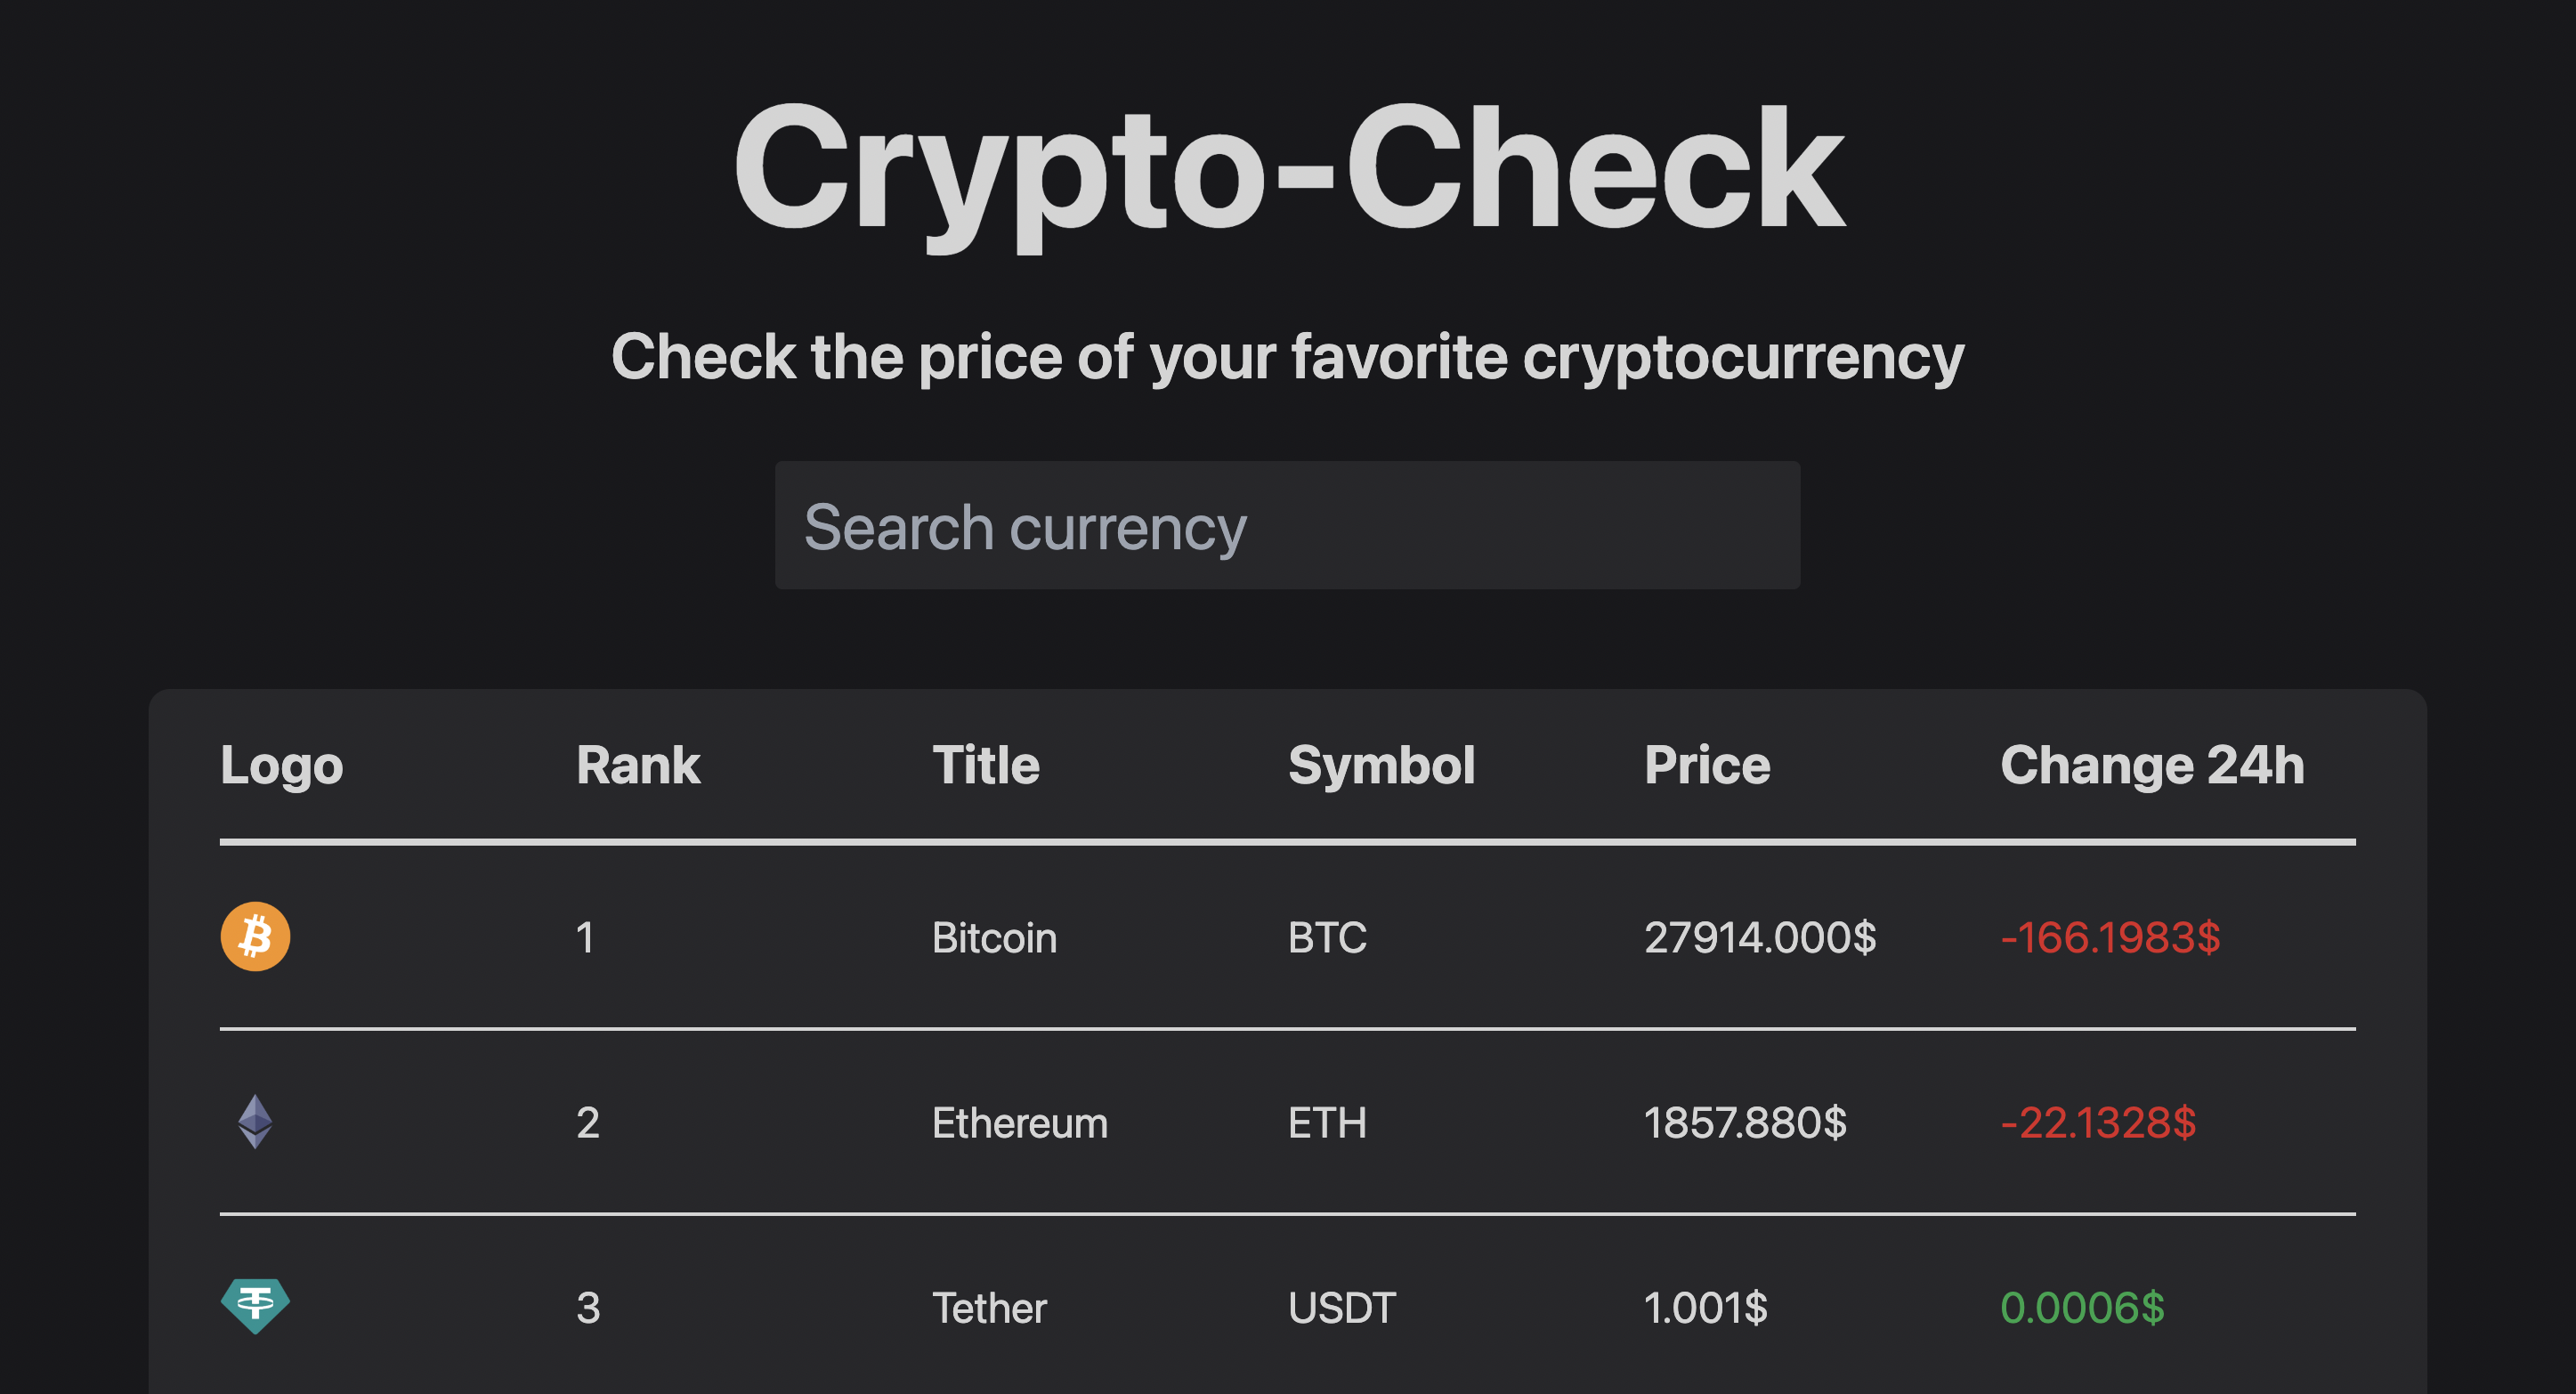 Crypto-Check
Check the price of your favorite cryptocurrency
Search currency
Logo Rank Title Symbol Price Change 24h
1 Bitcoin BTC 27914.000$ -166.1983$
2 Ethereum ETH 1857.880$ -22.1328$
3 Tether USDT 1.001$ 0.0006$